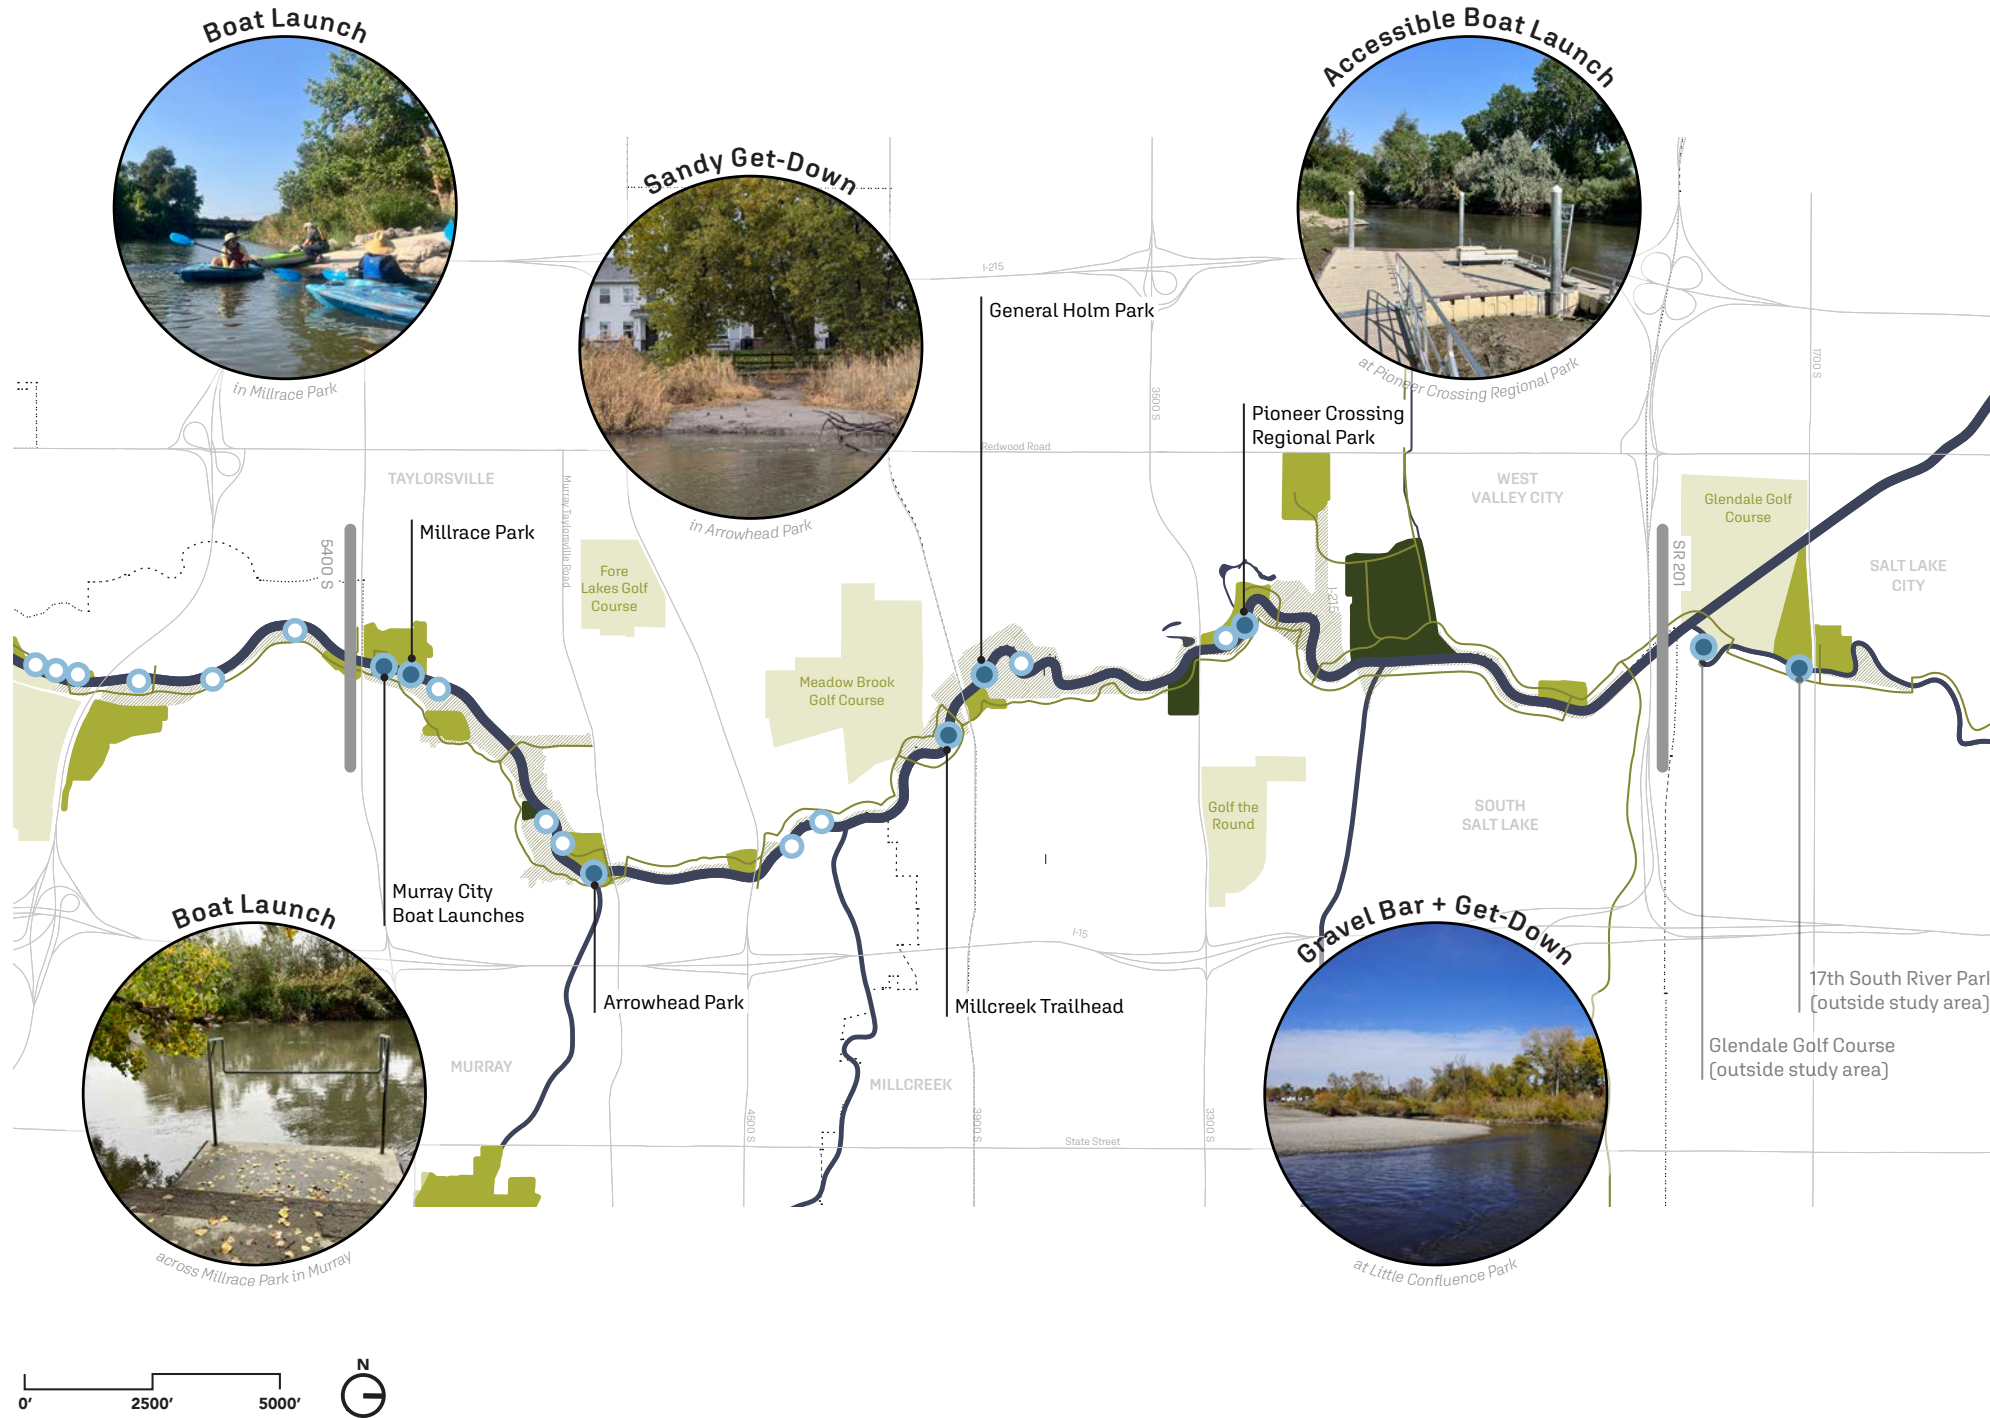 Boat Launch
in Millrace Park
Sandy Get-Down
in Arrowhead Park
Accessible Boat Launch
at Pioneer Crossing Regional Park
I-215
General Holm Park
3500 S
1700 S
Pioneer Crossing
Regional Park
Redwood Road
TAYLORSVILLE
Murray Taylorsville Road
WEST
VALLEY CITY
Glendale Golf
Course
5400 S
Millrace Park
Fore
Lakes Golf
Course
SR 201
SALT LAKE
CITY
I-215
Meadow Brook
Golf Course
Golf the
Round
SOUTH
SALT LAKE
Murray City
Boat Launches
Boat Launch
across Millrace Park in Murray
Arrowhead Park
Millcreek Trailhead
I-15
Gravel Bar + Get-Down
at Little Confluence Park
17th South River Parl
(outside study area)
Glendale Golf Course
(outside study area)
MURRAY
MILLCREEK
4500 S
3900 S
3300 S
State Street
N
0' 2500' 5000'